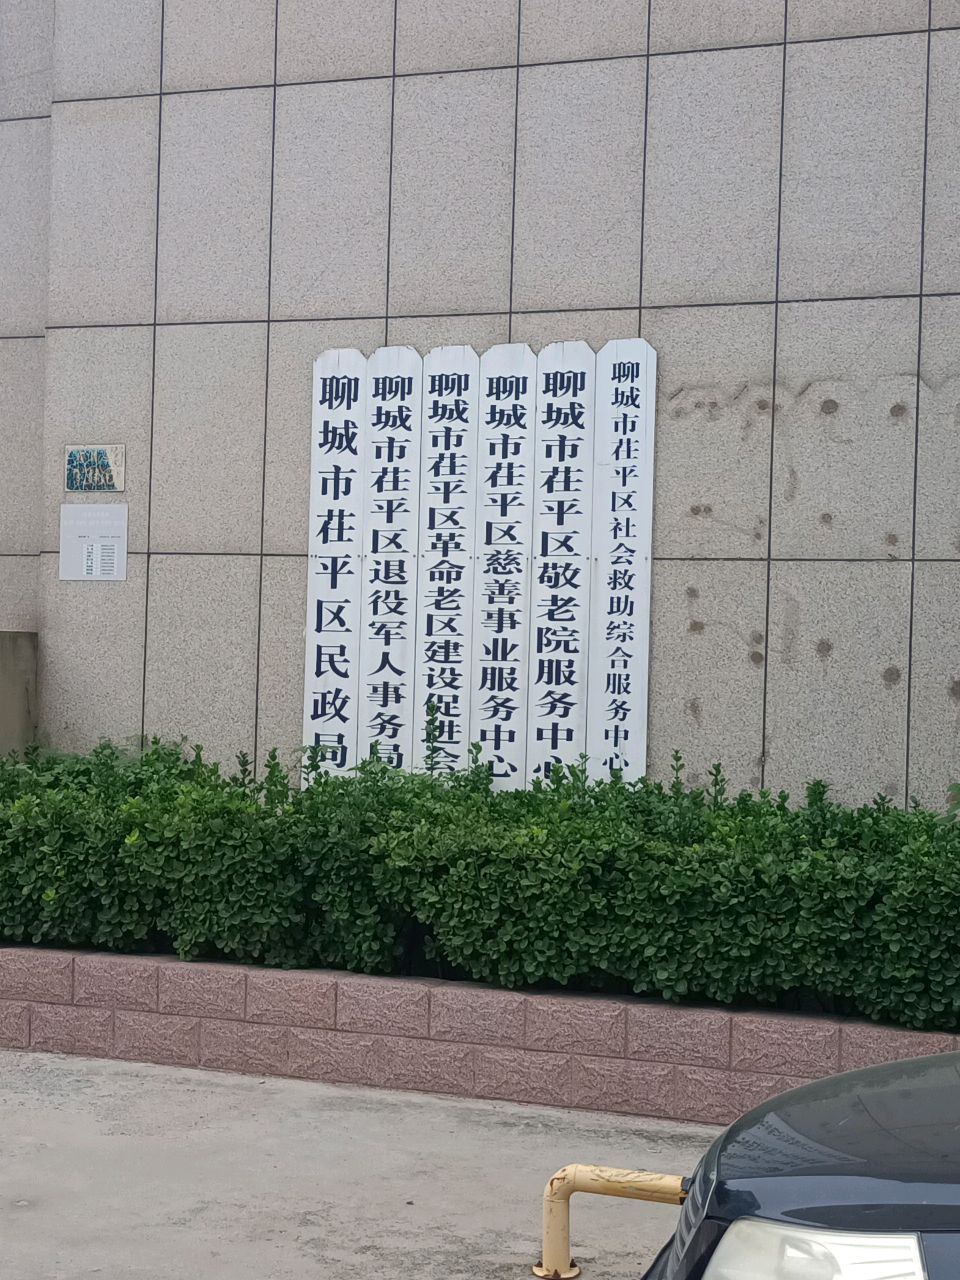 聊城市茌平区民政局
聊城市茌平区退役军人事务局
聊城市茌平区革命老区建设促进会
聊城市茌平区慈善事业服务中心
聊城市茌平区敬老院服务中心
聊城市茌平区社会救助综合服务中心